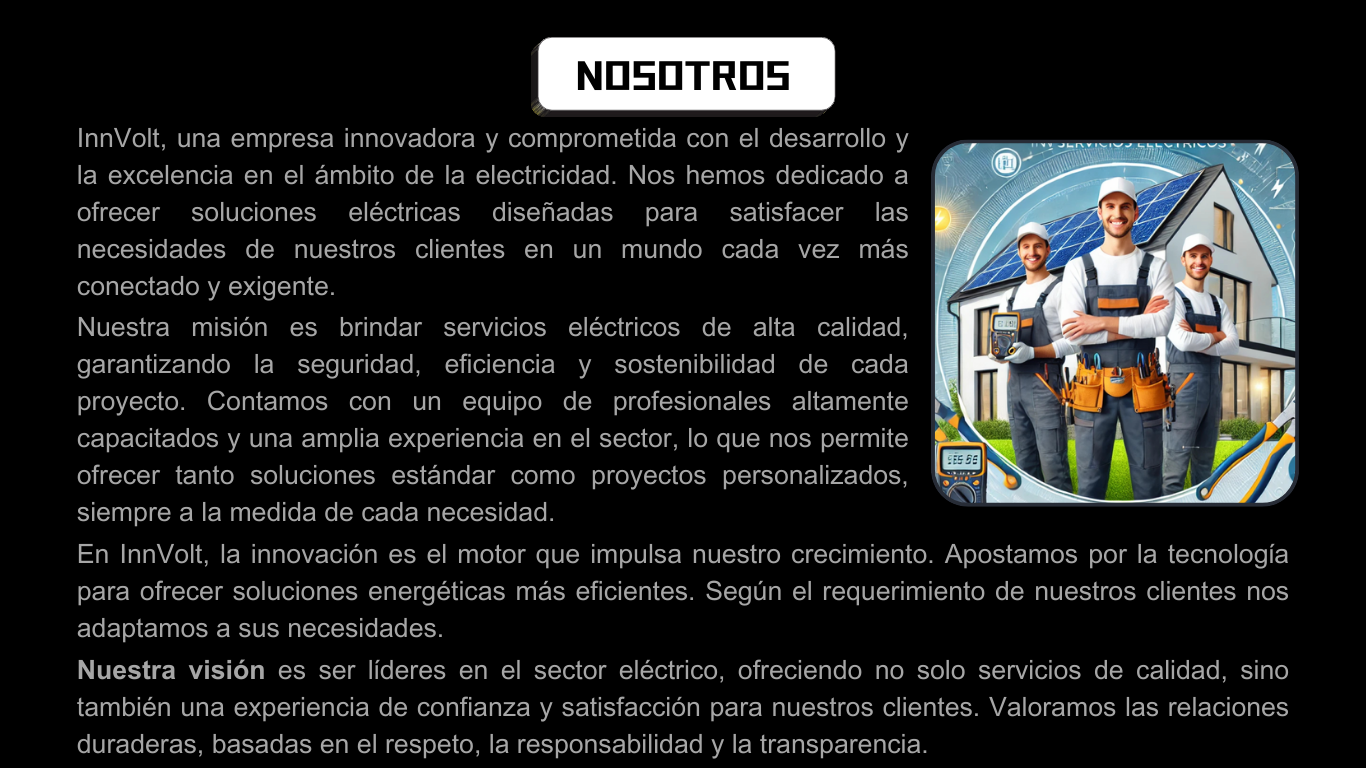 NOSOTROS
InnVolt, una empresa innovadora y comprometida con el desarrollo y
la excelencia en el ámbito de la electricidad. Nos hemos dedicado a
ofrecer soluciones eléctricas diseñadas para satisfacer las
necesidades de nuestros clientes en un mundo cada vez más
conectado y exigente.
Nuestra misión es brindar servicios eléctricos de alta calidad,
garantizando la seguridad, eficiencia y sostenibilidad de cada
proyecto. Contamos con un equipo de profesionales altamente
capacitados y una amplia experiencia en el sector, lo que nos permite
ofrecer tanto soluciones estándar como proyectos personalizados,
siempre a la medida de cada necesidad.
SERVICIOS ELECTRICOS
En InnVolt, la innovación es el motor que impulsa nuestro crecimiento. Apostamos por la tecnología
para ofrecer soluciones energéticas más eficientes. Según el requerimiento de nuestros clientes nos
adaptamos a sus necesidades.
Nuestra visión es ser líderes en el sector eléctrico, ofreciendo no solo servicios de calidad, sino
también una experiencia de confianza y satisfacción para nuestros clientes. Valoramos las relaciones
duraderas, basadas en el respeto, la responsabilidad y la transparencia.